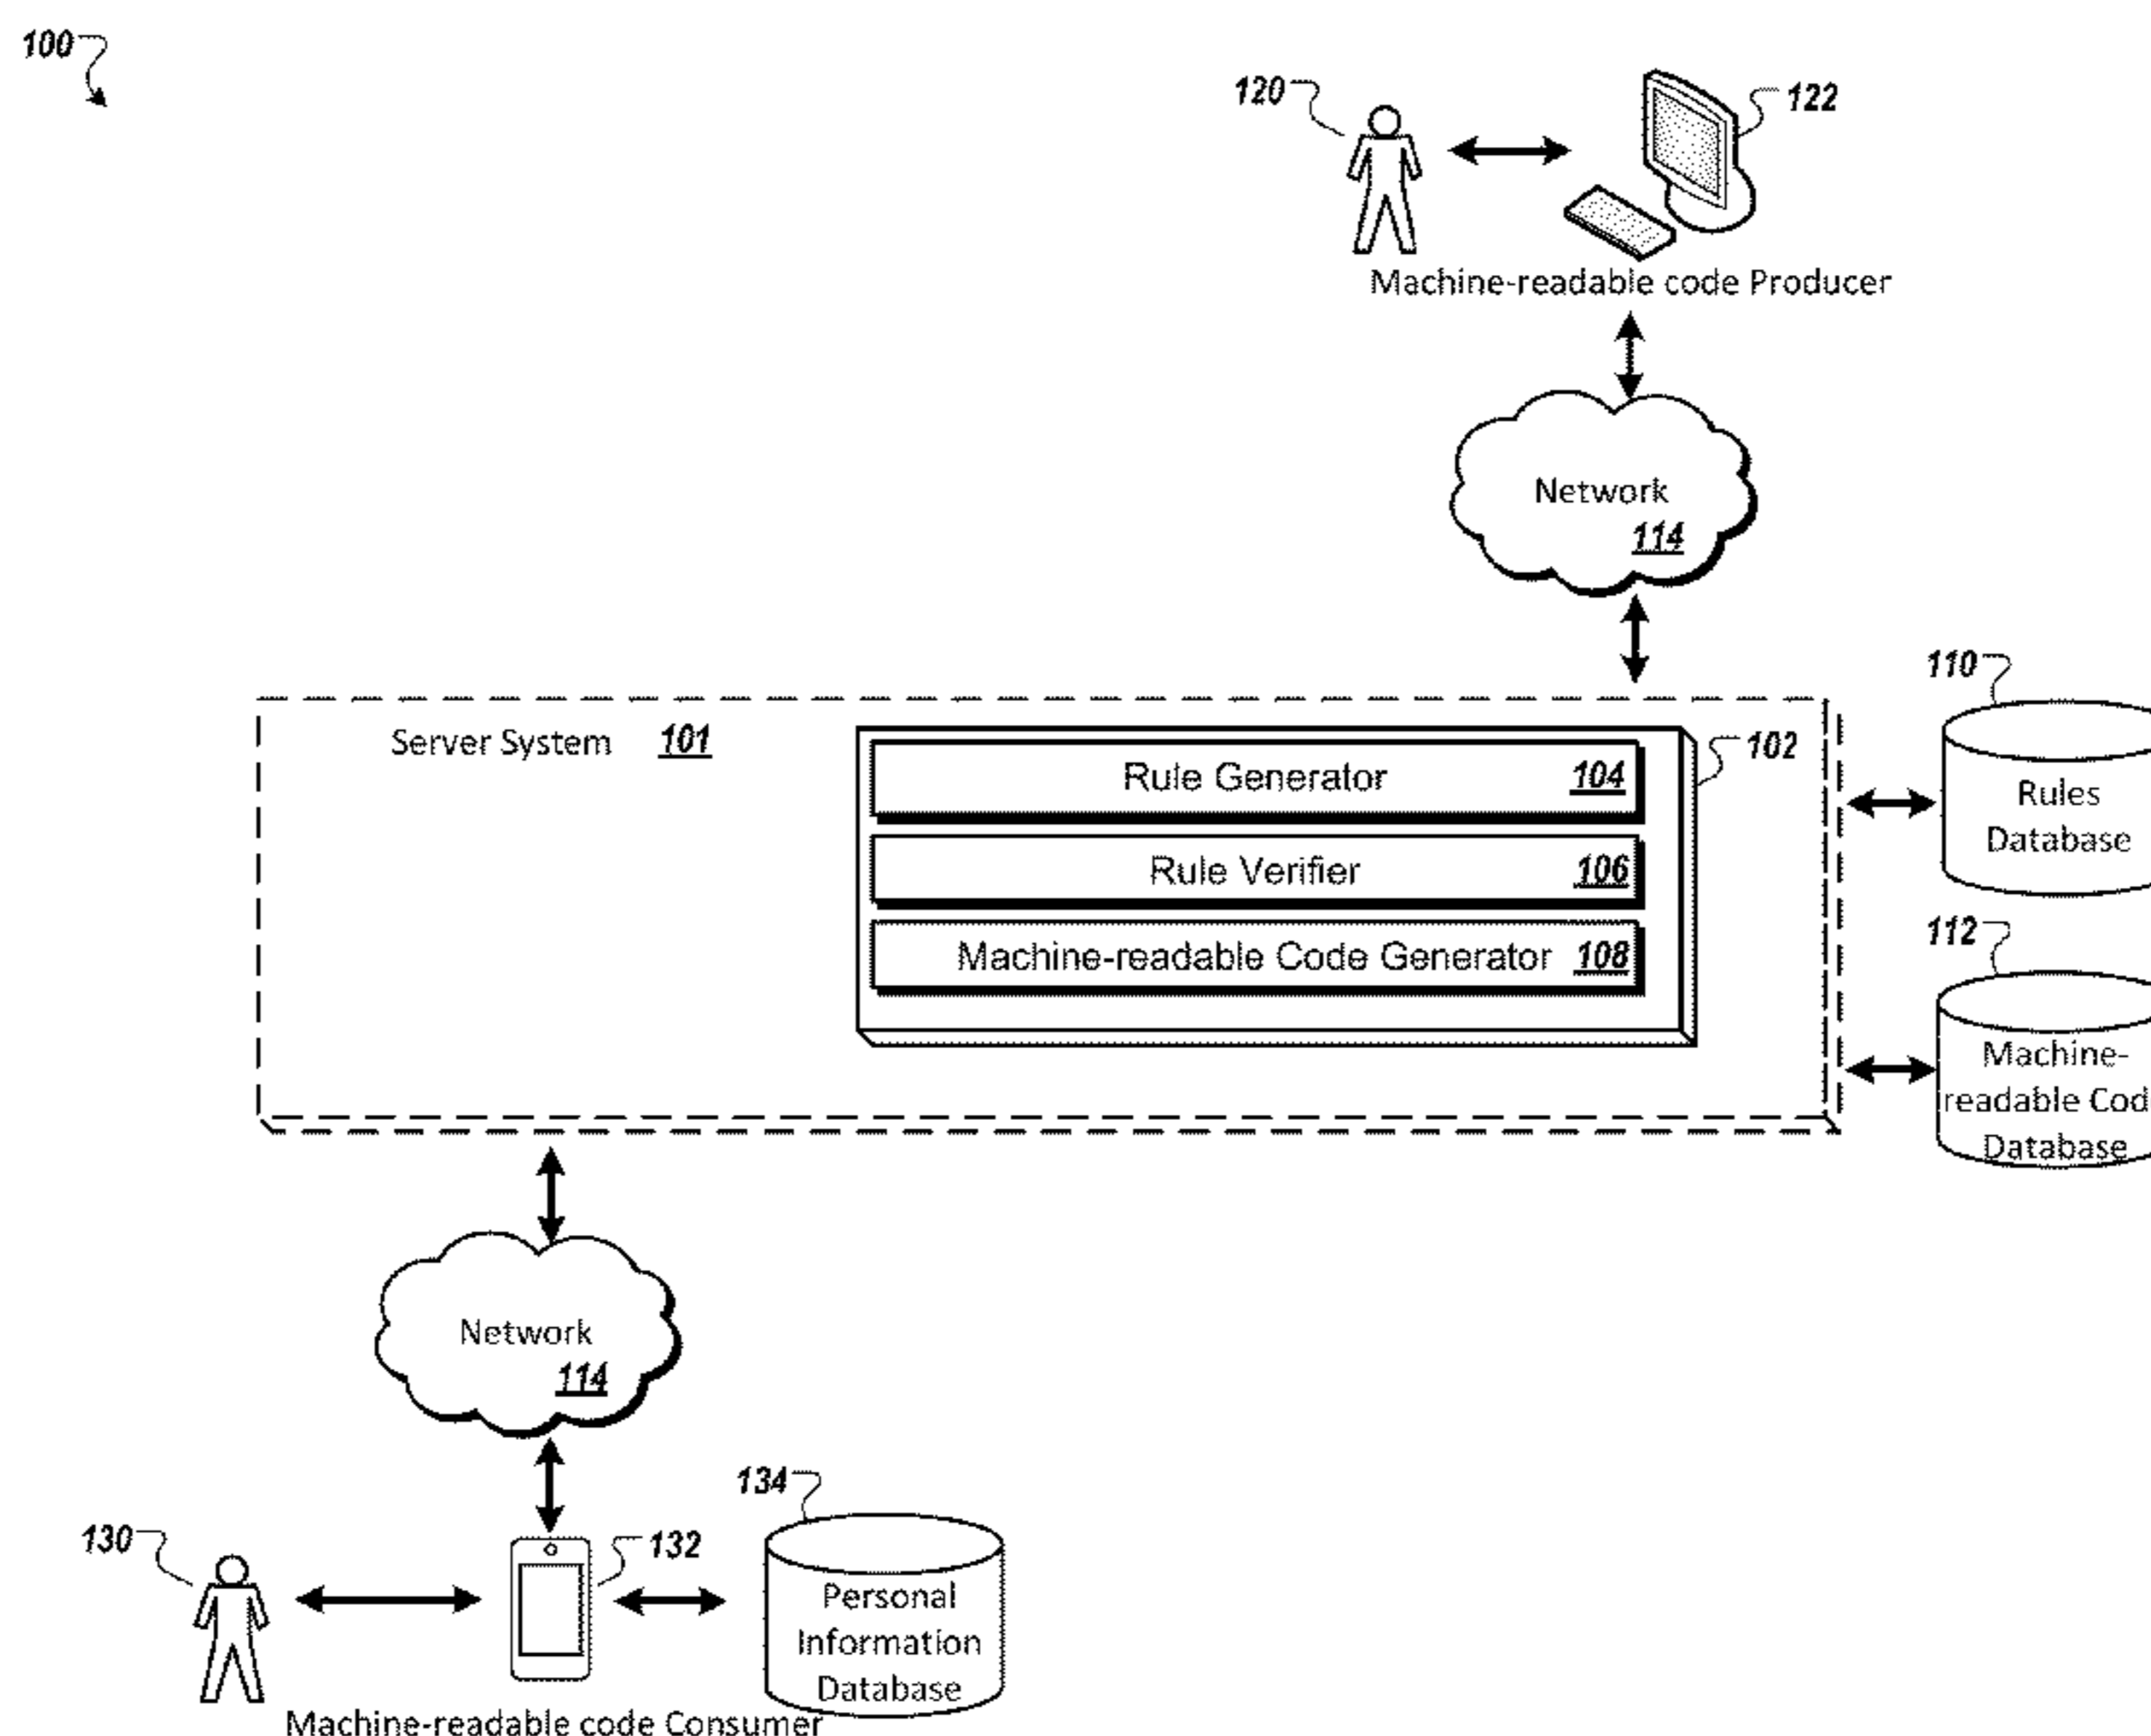 100
120
122
Machine-readable code Producer
Network
114
110
Server System 101
102
Rule Generator 104
Rules
Database
Rule Verifier 106
112
Machine-readable Code Generator 108
Machine-
readable Cod
Database
Network
114
134
130
132
Personal
Information
Database
Machine-readable code Consumer